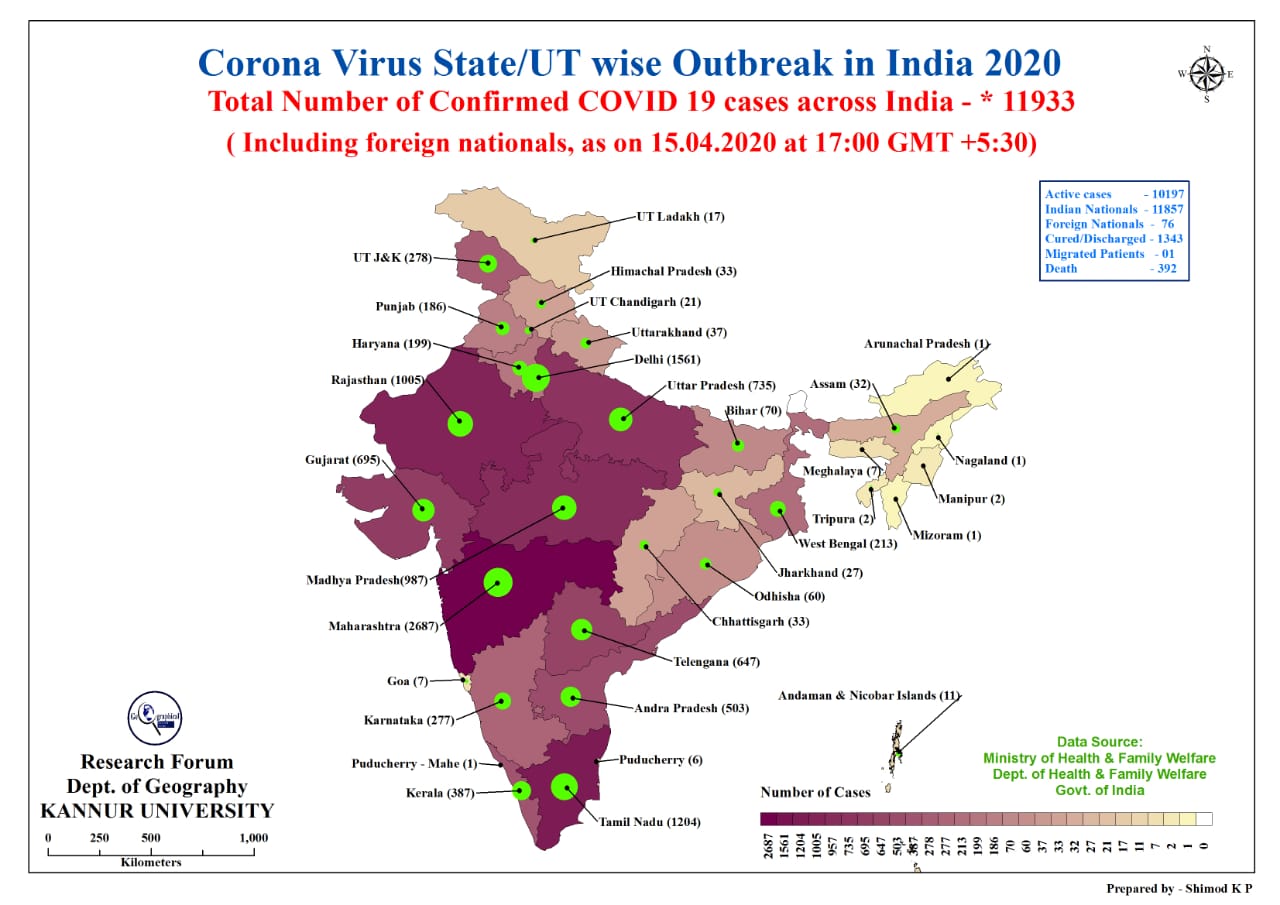 Corona Virus State/UT wise Outbreak in India 2020
Total Number of Confirmed COVID 19 cases across India - * 11933
( Including foreign nationals, as on 15.04.2020 at 17:00 GMT +5:30)
N
W E
S
Active cases - 10197
Indian Nationals - 11857
Foreign Nationals - 76
Cured/Discharged - 1343
Migrated Patients - 01
Death - 392
UT Ladakh (17)
UT J&K (278)
Himachal Pradesh (33)
UT Chandigarh (21)
Punjab (186)
Uttarakhand (37)
Haryana (199)
Delhi (1561)
Arunachal Pradesh (1)
Rajasthan (1005)
Uttar Pradesh (735)
Assam (32)
Bihar (70)
Gujarat (695)
Nagaland (1)
Meghalaya (7)
Manipur (2)
Tripura (2)
Mizoram (1)
West Bengal (213)
Jharkhand (27)
Madhya Pradesh(987)
Odhisha (60)
Chhattisgarh (33)
Maharashtra (2687)
Telengana (647)
Goa (7)
Andaman & Nicobar Islands (11)
Andra Pradesh (503)
Karnataka (277)
Puducherry - Mahe (1)
Puducherry (6)
Kerala (387)
Tamil Nadu (1204)
Geographical
Research Forum
Dept. of Geography
KANNUR UNIVERSITY
0 250 500 1,000
Kilometers
Data Source:
Ministry of Health & Family Welfare
Dept. of Health & Family Welfare
Govt. of India
Number of Cases
2687 1561 1204 1005 957 735 695 647 503 387 278 277 213 199 186 70 60 37 33 32 27 21 17 11 7 2 1 0
Prepared by - Shimod K P